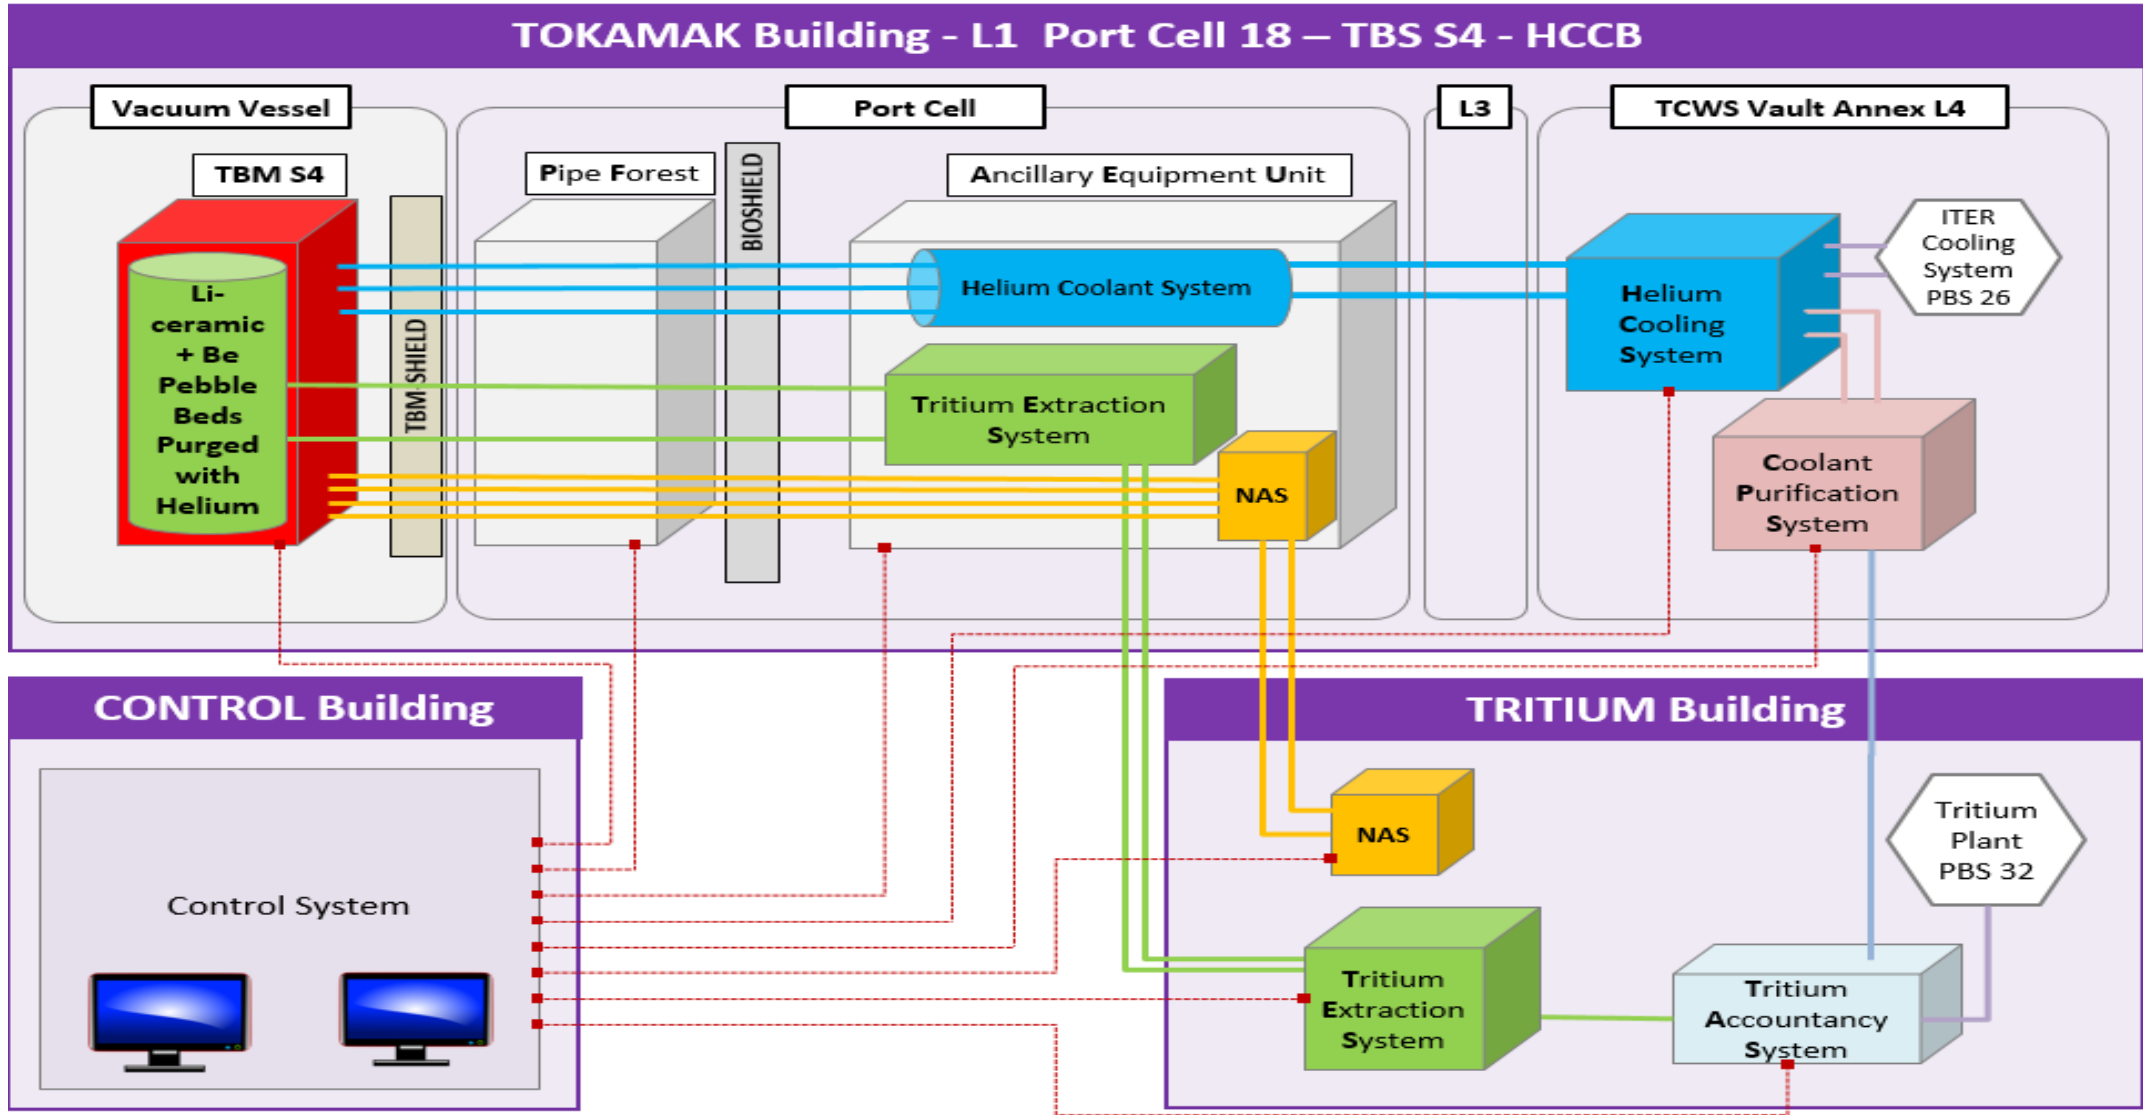 TOKAMAK Building - L1 Port Cell 18 – TBS S4 - HCCB
Vacuum Vessel
Port Cell
L3
TCWS Vault Annex L4
TBM S4
Pipe Forest
BIOSHIELD
Ancillary Equipment Unit
ITER
Cooling
System
PBS 26
Li-
ceramic
+ Be
Pebble
Beds
Purged
with
Helium
TBM-SHIELD
Helium Coolant System
Helium
Cooling
System
Tritium Extraction
System
NAS
Coolant
Purification
System
CONTROL Building
Control System
TRITIUM Building
NAS
Tritium
Plant
PBS 32
Tritium
Extraction
System
Tritium
Accountancy
System